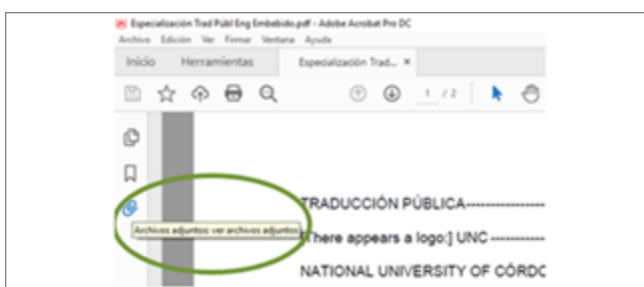 Especialización Trad Públ Eng Embebido.pdf - Adobe Acrobat Pro DC
Archivo Edición Ver Firmar Ventana Ayuda
Inicio Herramientas Especialización Trad... ×
1 / 2
Archivos adjuntos: ver archivos adjuntos
TRADUCCIÓN PÚBLICA-----------------
[There appears a logo:] UNC ------------
NATIONAL UNIVERSITY OF CÓRDO